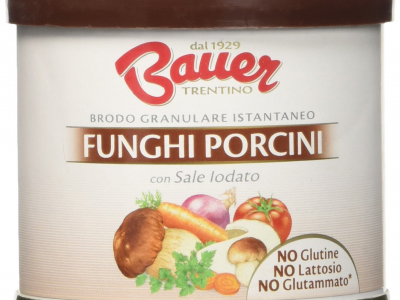 dal 1929
Bauer
TRENTINO
BRODO GRANULARE ISTANTANEO
FUNGHI PORCINI
con Sale Iodato
NO Glutine
NO Lattosio
NO Glutammato*